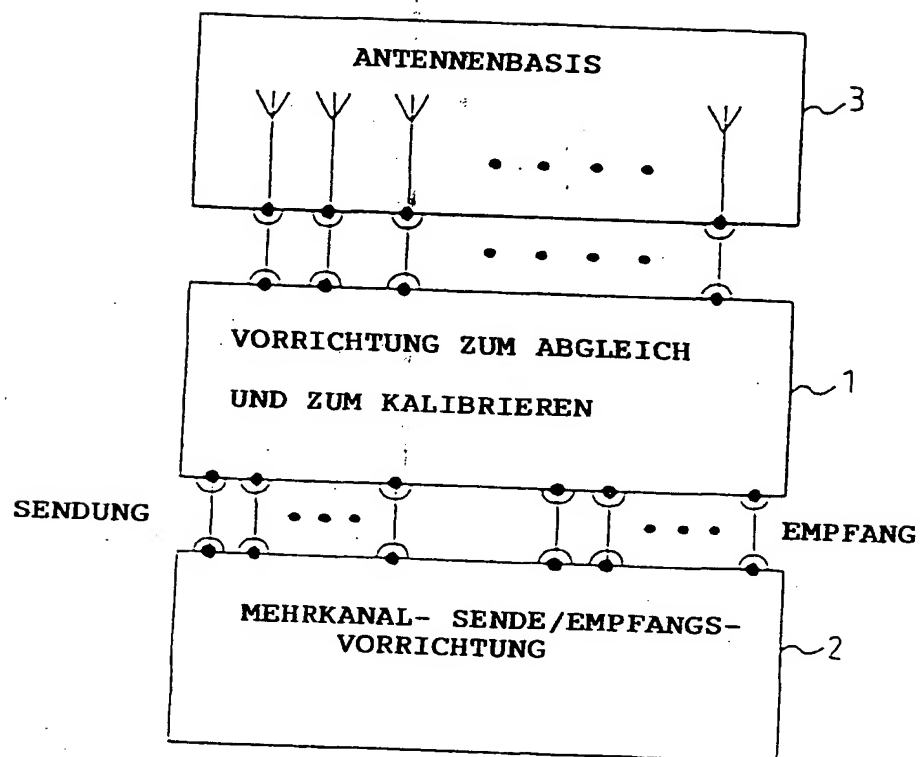 ANTENNENBASIS
3
VORRICHTUNG ZUM ABGLEICH
UND ZUM KALIBRIEREN
1
SENDUNG
EMPFANG
MEHRKANAL- SENDE/EMPFANGS-
VORRICHTUNG
2